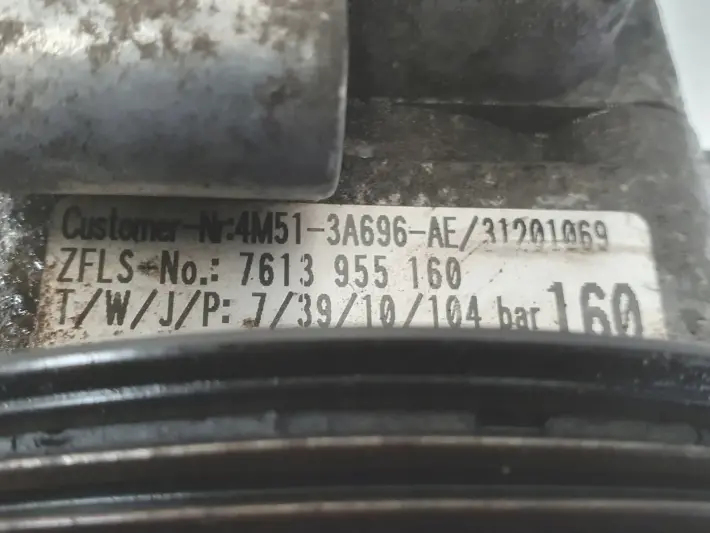 Customer-Nr:4M51-3A696-AE/31201069
ZFLS-No.: 7613 955 160
T/W/J/P: 7/39/10/104 bar 160